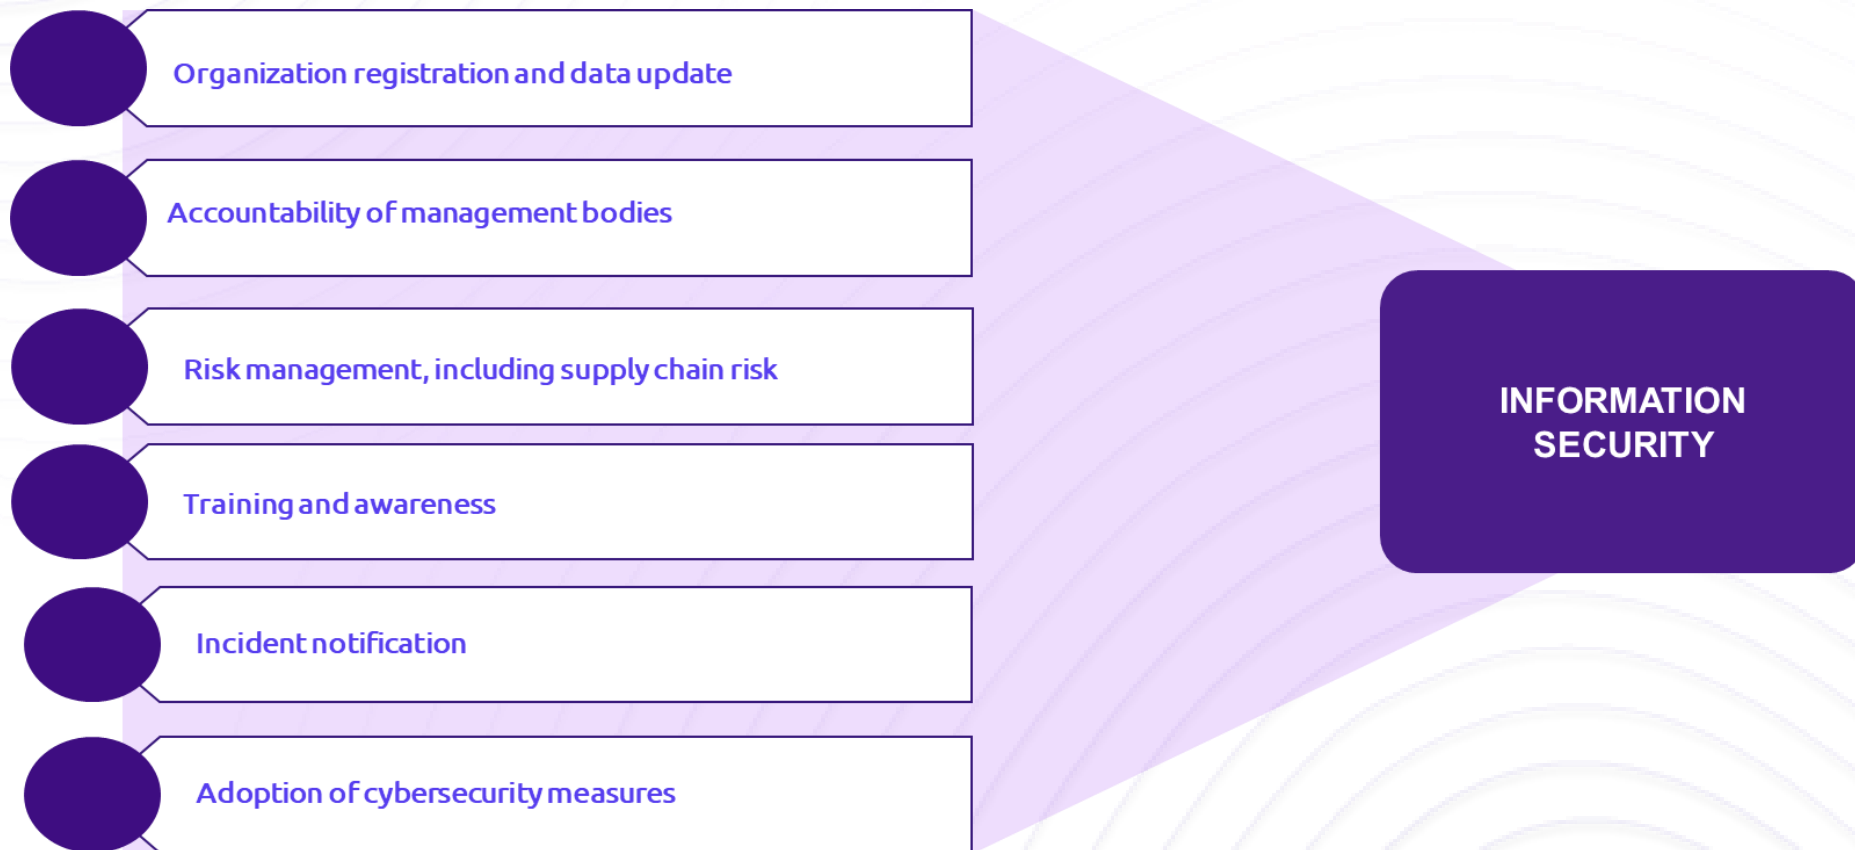 Organization registration and data update
Accountability of management bodies
Risk management, including supply chain risk
Training and awareness
Incident notification
Adoption of cybersecurity measures
INFORMATION
SECURITY